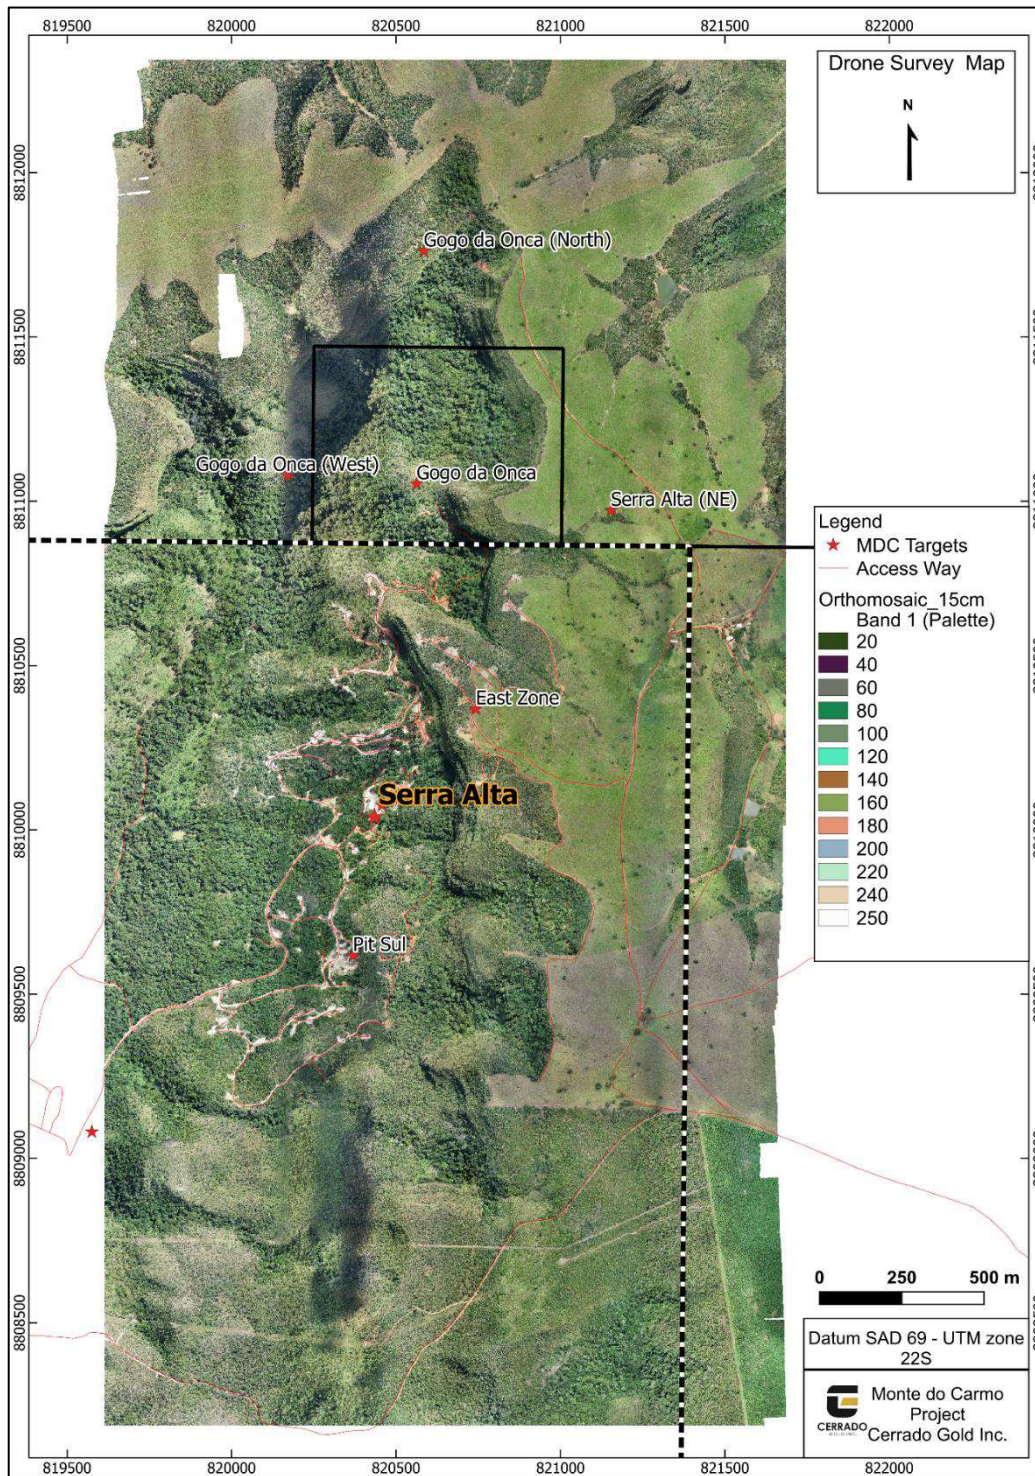 819500 820000 820500 821000 821500 822000
Drone Survey Map
N
8812000
8811500
8811000
8810500
8810000
8809500
8809000
8808500
Gogo da Onca (North)
Gogo da Onca (West)
Gogo da Onca
Serra Alta (NE)
East Zone
Serra Alta
Pit Sul
Legend
MDC Targets
Access Way
Orthomosaic_15cm
Band 1 (Palette)
20
40
60
80
100
120
140
160
180
200
220
240
250
0 250 500 m
Datum SAD 69 - UTM zone
22S
CERRADO
GOLD INC.
Monte do Carmo
Project
Cerrado Gold Inc.
819500 820000 820500 821000 821500 822000